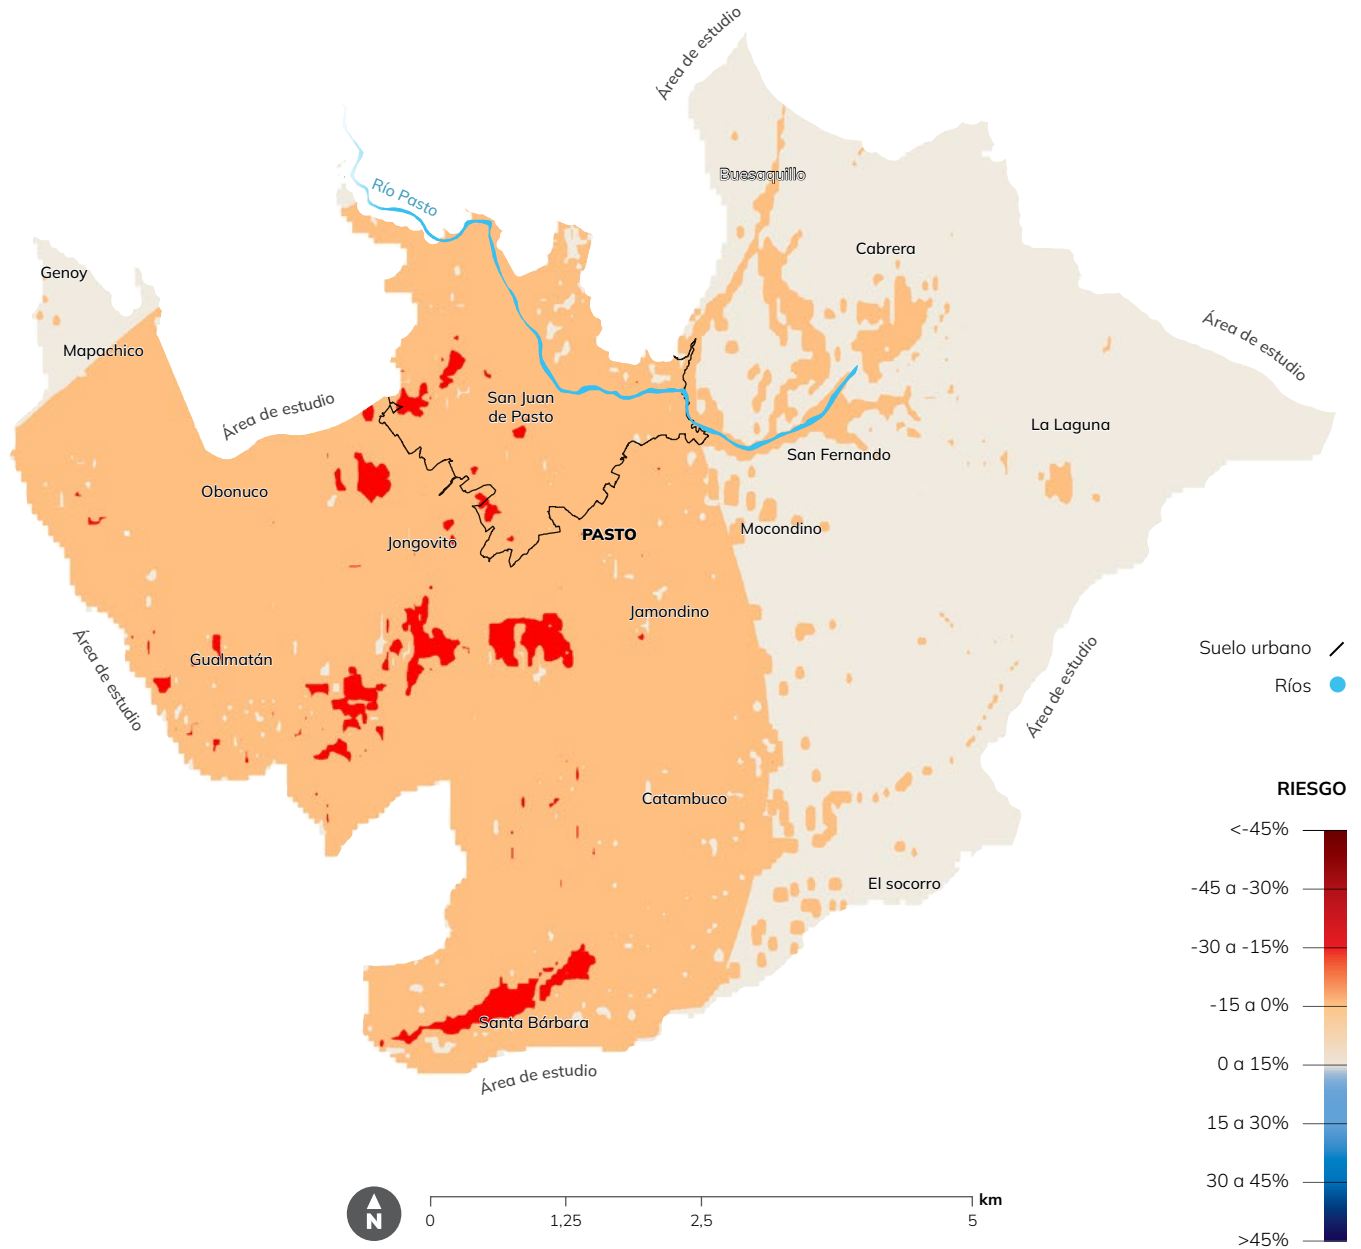 Área de estudio
Buesaquillo
Río Pasto
Cabrera
Genoy
Mapachico
Área de estudio
Área de estudio
San Juan
de Pasto
La Laguna
San Fernando
Obonuco
Mocondino
PASTO
Jongovito
Jamondino
Gualmatán
Área de estudio
Área de estudio
Suelo urbano
Ríos
Catambuco
El socorro
Santa Bárbara
Área de estudio
RIESGO
<-45%
-45 a -30%
-30 a -15%
-15 a 0%
0 a 15%
15 a 30%
30 a 45%
>45%
N
km
0
1,25
2,5
5